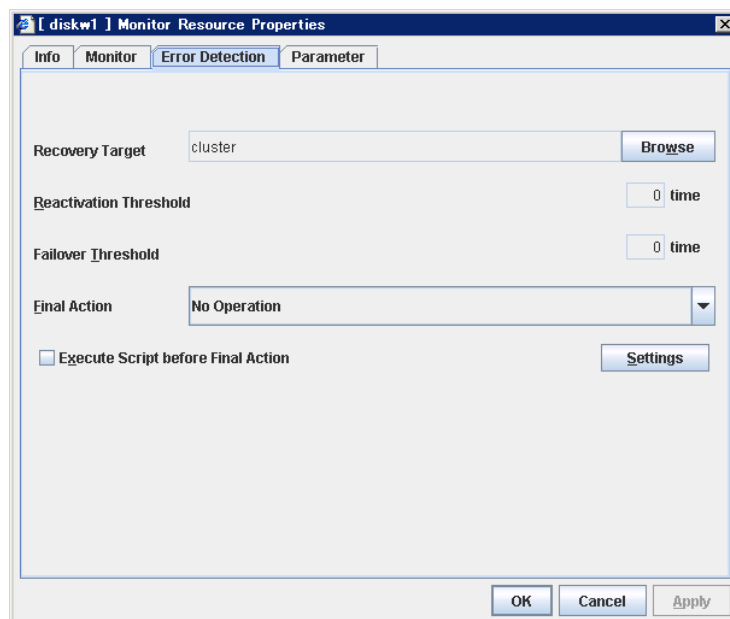 [ diskw1 ] Monitor Resource Properties
Info Monitor Error Detection Parameter
Recovery Target cluster Browse
Reactivation Threshold 0 time
Failover Threshold 0 time
Final Action No Operation
Execute Script before Final Action Settings
OK Cancel Apply